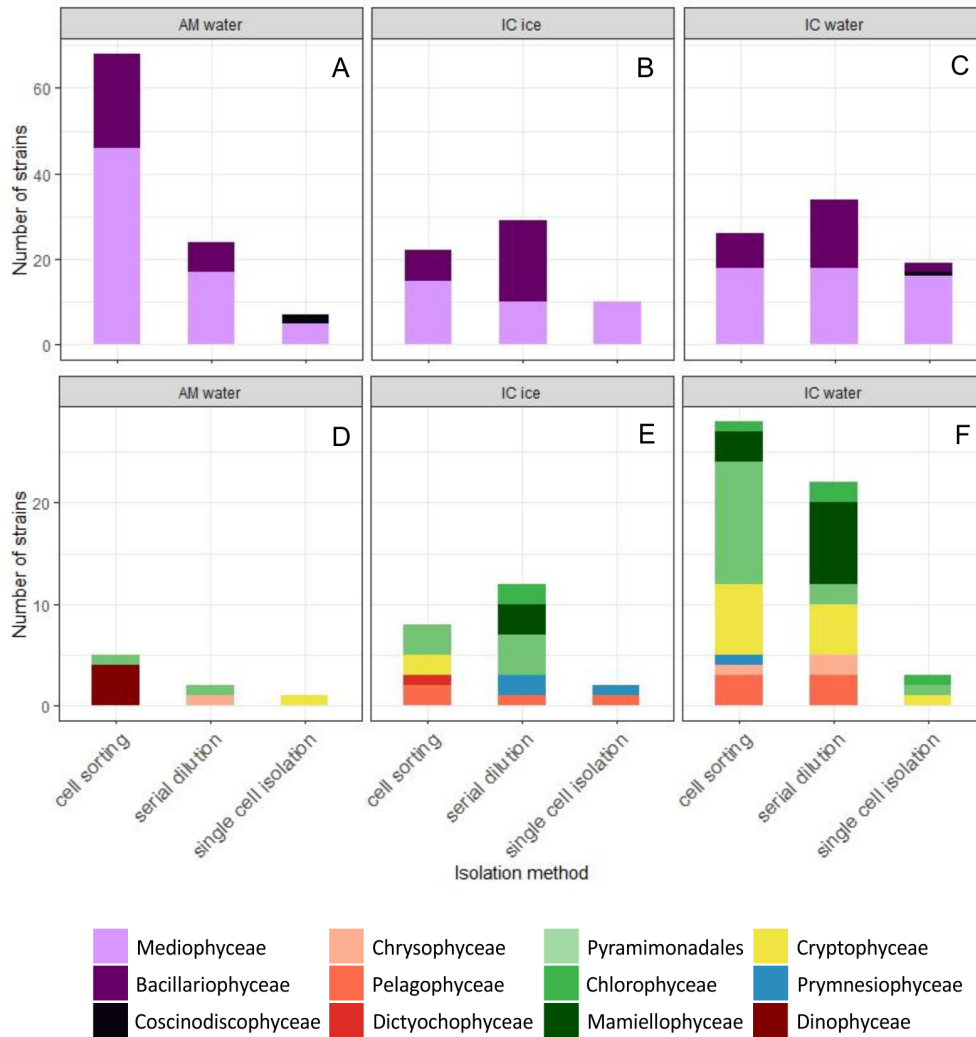 AM water
IC ice
IC water
A
B
C
Number of strains
60
40
20
0
AM water
IC ice
IC water
D
E
F
Number of strains
20
10
0
cell sorting
serial dilution
single cell isolation
cell sorting
serial dilution
single cell isolation
cell sorting
serial dilution
single cell isolation
Isolation method
Mediophyceae
Chrysophyceae
Pyramimonadales
Cryptophyceae
Bacillariophyceae
Pelagophyceae
Chlorophyceae
Prymnesiophyceae
Coscinodiscophyceae
Dictyochophyceae
Mamiellophyceae
Dinophyceae